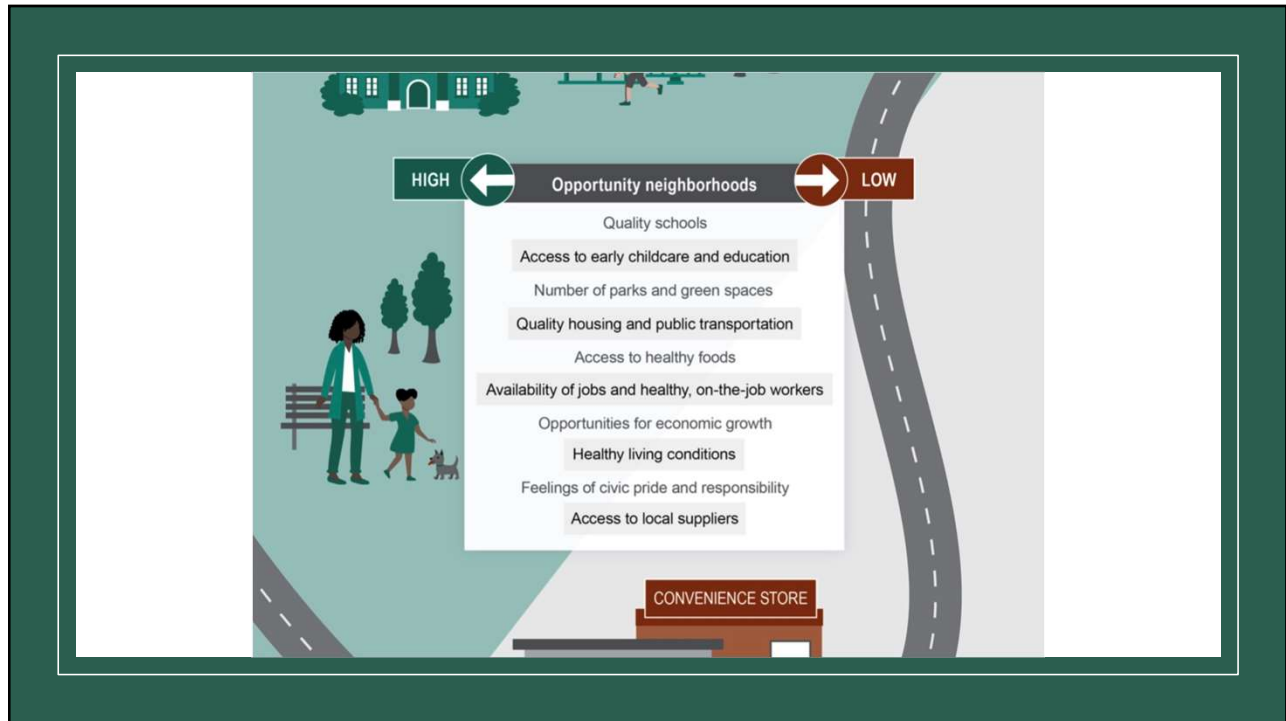 HIGH
Opportunity neighborhoods
LOW
Quality schools
Access to early childcare and education
Number of parks and green spaces
Quality housing and public transportation
Access to healthy foods
Availability of jobs and healthy, on-the-job workers
Opportunities for economic growth
Healthy living conditions
Feelings of civic pride and responsibility
Access to local suppliers
CONVENIENCE STORE